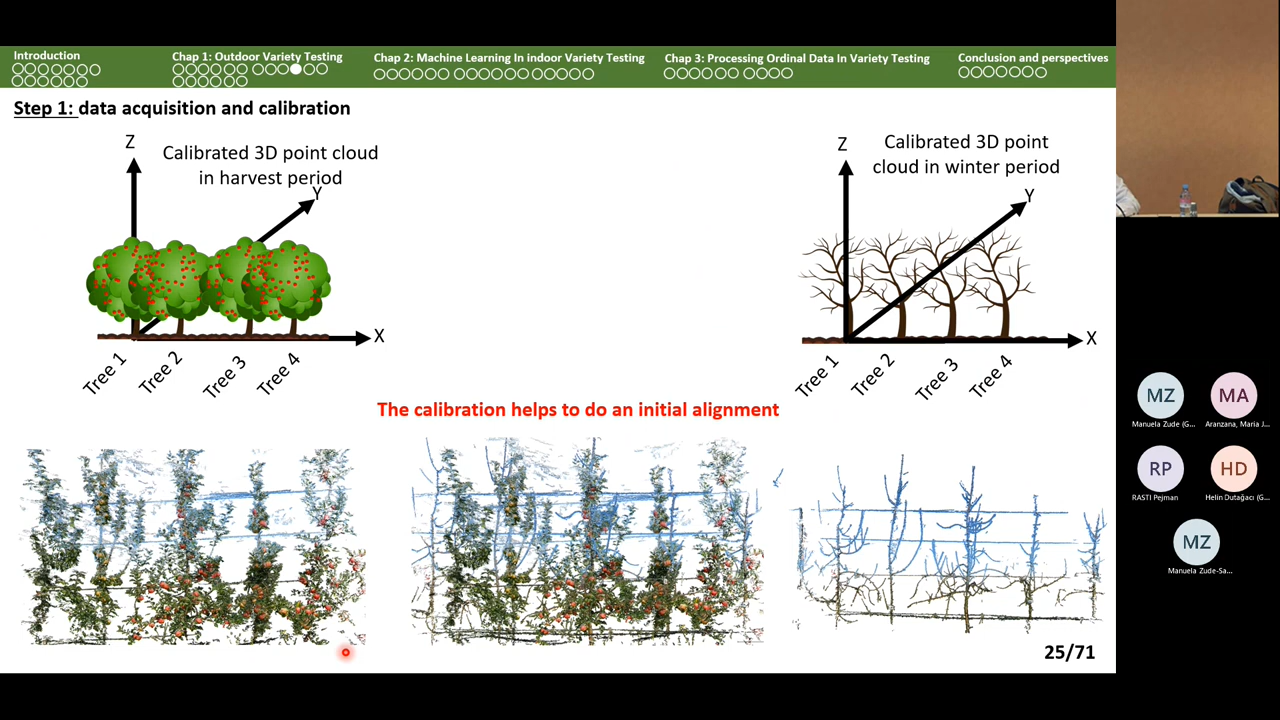 Introduction
Chap 1: Outdoor Variety Testing
Chap 2: Machine Learning In indoor Variety Testing
Chap 3: Processing Ordinal Data In Variety Testing
Conclusion and perspectives
Step 1: data acquisition and calibration
Z
Calibrated 3D point cloud
in harvest period
Y
X
Tree 1
Tree 2
Tree 3
Tree 4
Z
Calibrated 3D point
cloud in winter period
Y
X
Tree 1
Tree 2
Tree 3
Tree 4
The calibration helps to do an initial alignment
25/71
MZ
Manuela Zude (G...
MA
Aranzana, Maria J...
RP
RASTI Pejman
HD
Helin Dutağacı (G...
MZ
Manuela Zude-Sa...